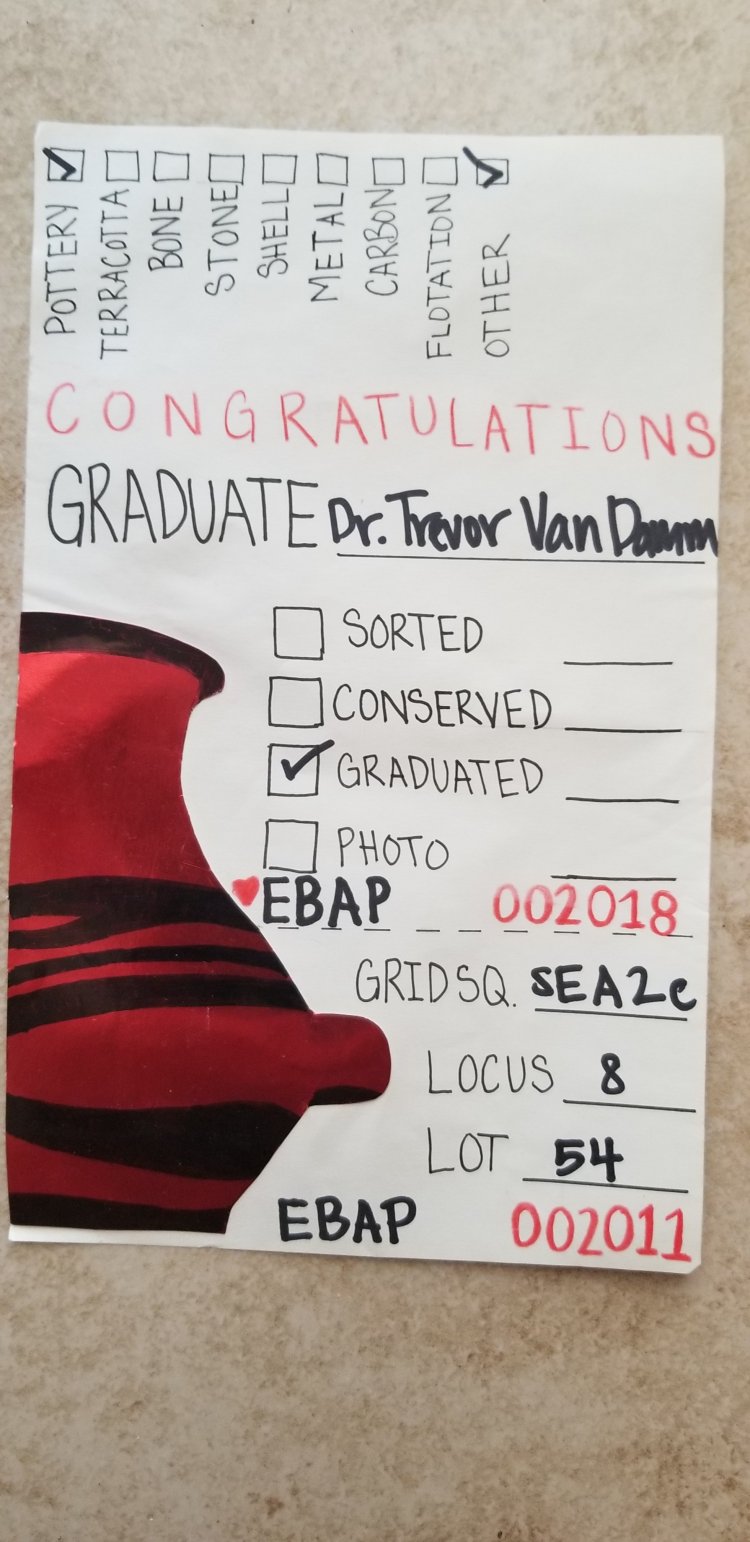 POTTERY
TERRACOTTA
BONE
STONE
SHELL
METAL
CARBON
FLOTATION
OTHER
CONGRATULATIONS
GRADUATE Dr. Trevor Van Damm
SORTED
CONSERVED
GRADUATED
PHOTO
EBAP 002018
GRID SQ. SEA2c
LOCUS 8
LOT 54
EBAP 002011